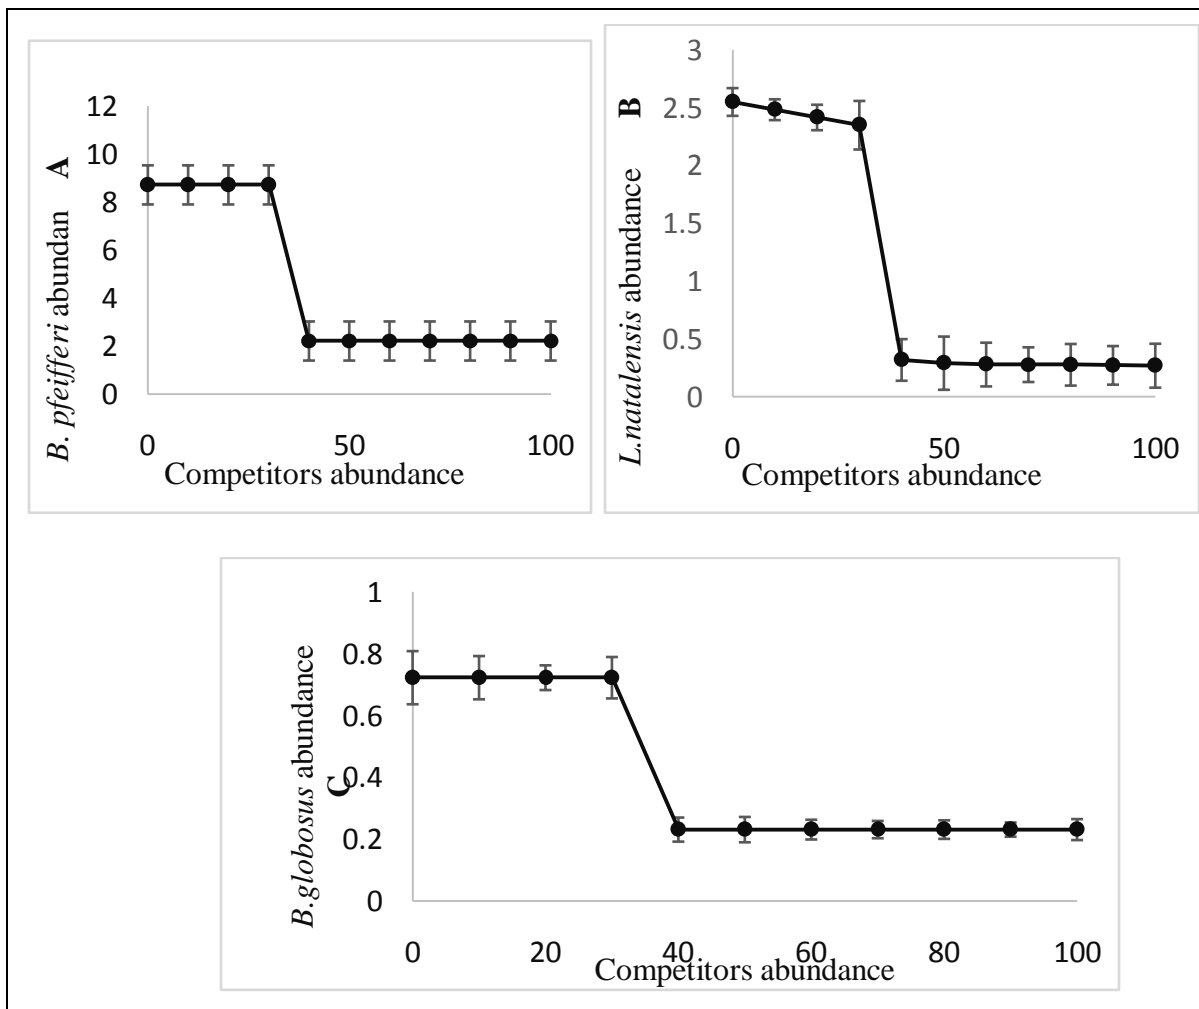 A
B. pfeifferi abundan
12
10
8
6
4
2
0
0 50 100
Competitors abundance
B
L.natalensis abundance
3
2.5
2
1.5
1
0.5
0
0 50 100
Competitors abundance
C
B.globosus abundance
1
0.8
0.6
0.4
0.2
0
0 20 40 60 80 100
Competitors abundance